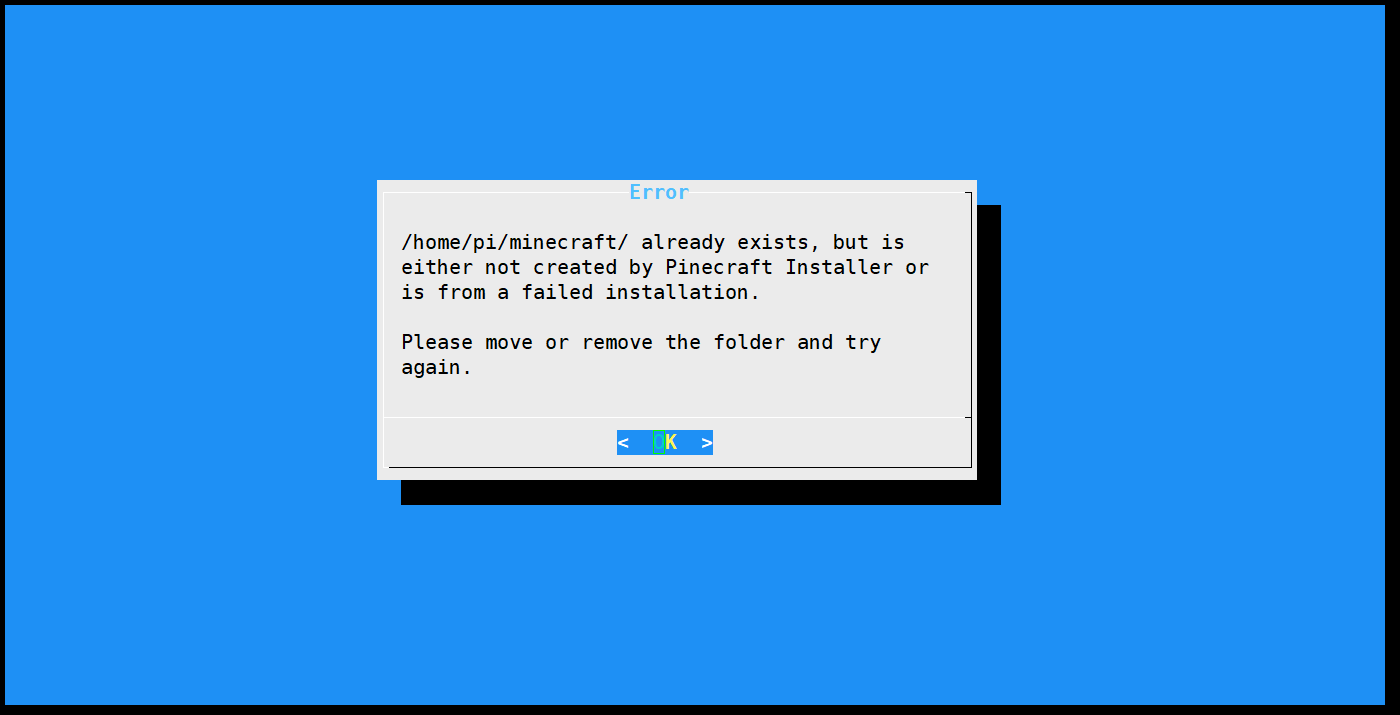 Error
/home/pi/minecraft/ already exists, but is
either not created by Pinecraft Installer or
is from a failed installation.
Please move or remove the folder and try
again.
< OK >